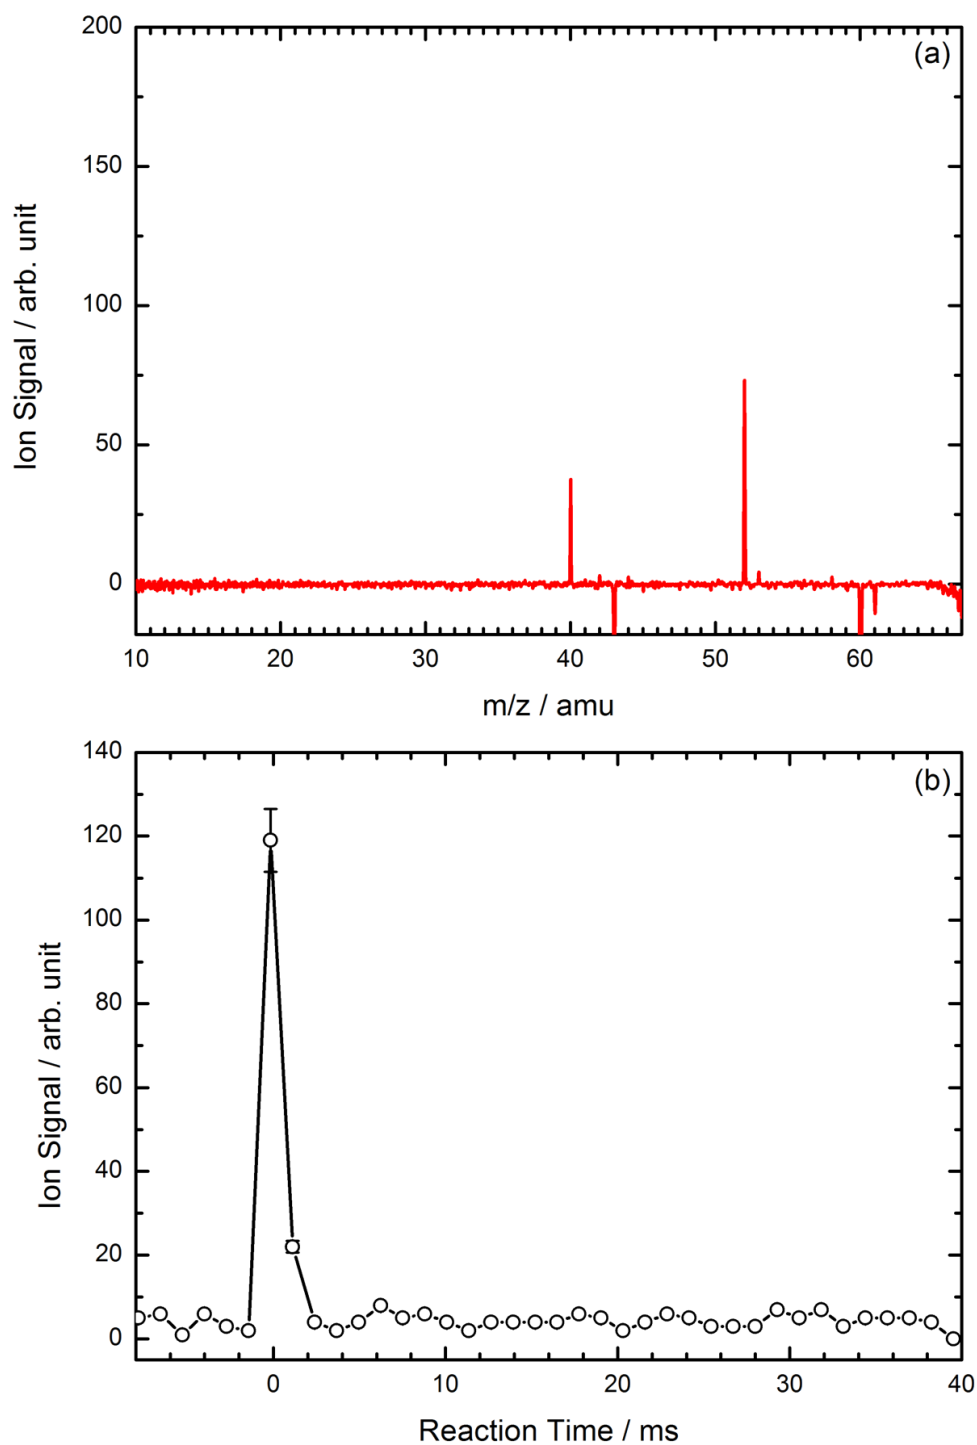 (a)
200
150
100
50
0
Ion Signal / arb. unit
10 20 30 40 50 60
m/z / amu
(b)
140
120
100
80
60
40
20
0
Ion Signal / arb. unit
0 10 20 30 40
Reaction Time / ms